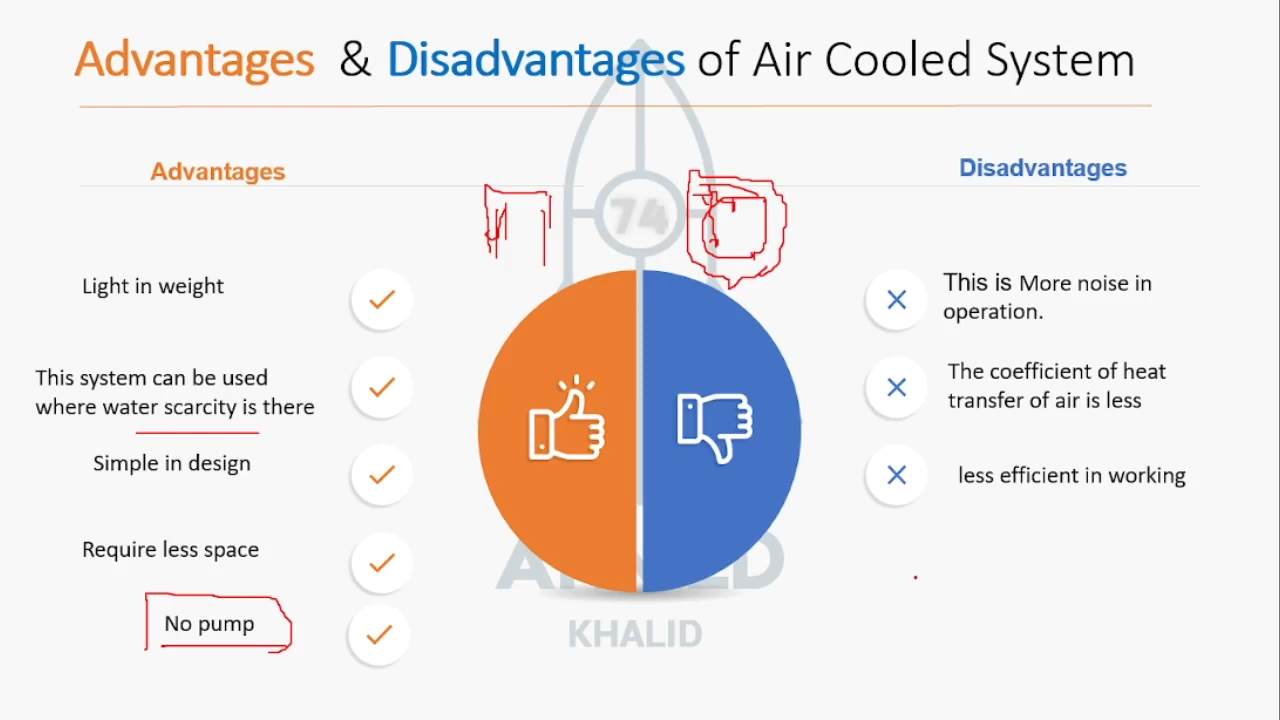 Advantages & Disadvantages of Air Cooled System
Advantages
Disadvantages
74
Light in weight
This system can be used
where water scarcity is there
Simple in design
Require less space
No pump
This is More noise in
operation.
The coefficient of heat
transfer of air is less
less efficient in working
KHALID